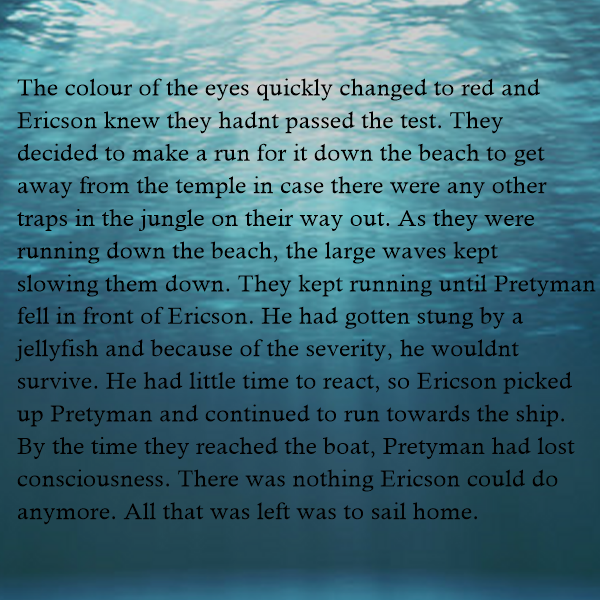 The colour of the eyes quickly changed to red and
Ericson knew they hadnt passed the test. They
decided to make a run for it down the beach to get
away from the temple in case there were any other
traps in the jungle on their way out. As they were
running down the beach, the large waves kept
slowing them down. They kept running until Pretyman
fell in front of Ericson. He had gotten stung by a
jellyfish and because of the severity, he wouldnt
survive. He had little time to react, so Ericson picked
up Pretyman and continued to run towards the ship.
By the time they reached the boat, Pretyman had lost
consciousness. There was nothing Ericson could do
anymore. All that was left was to sail home.